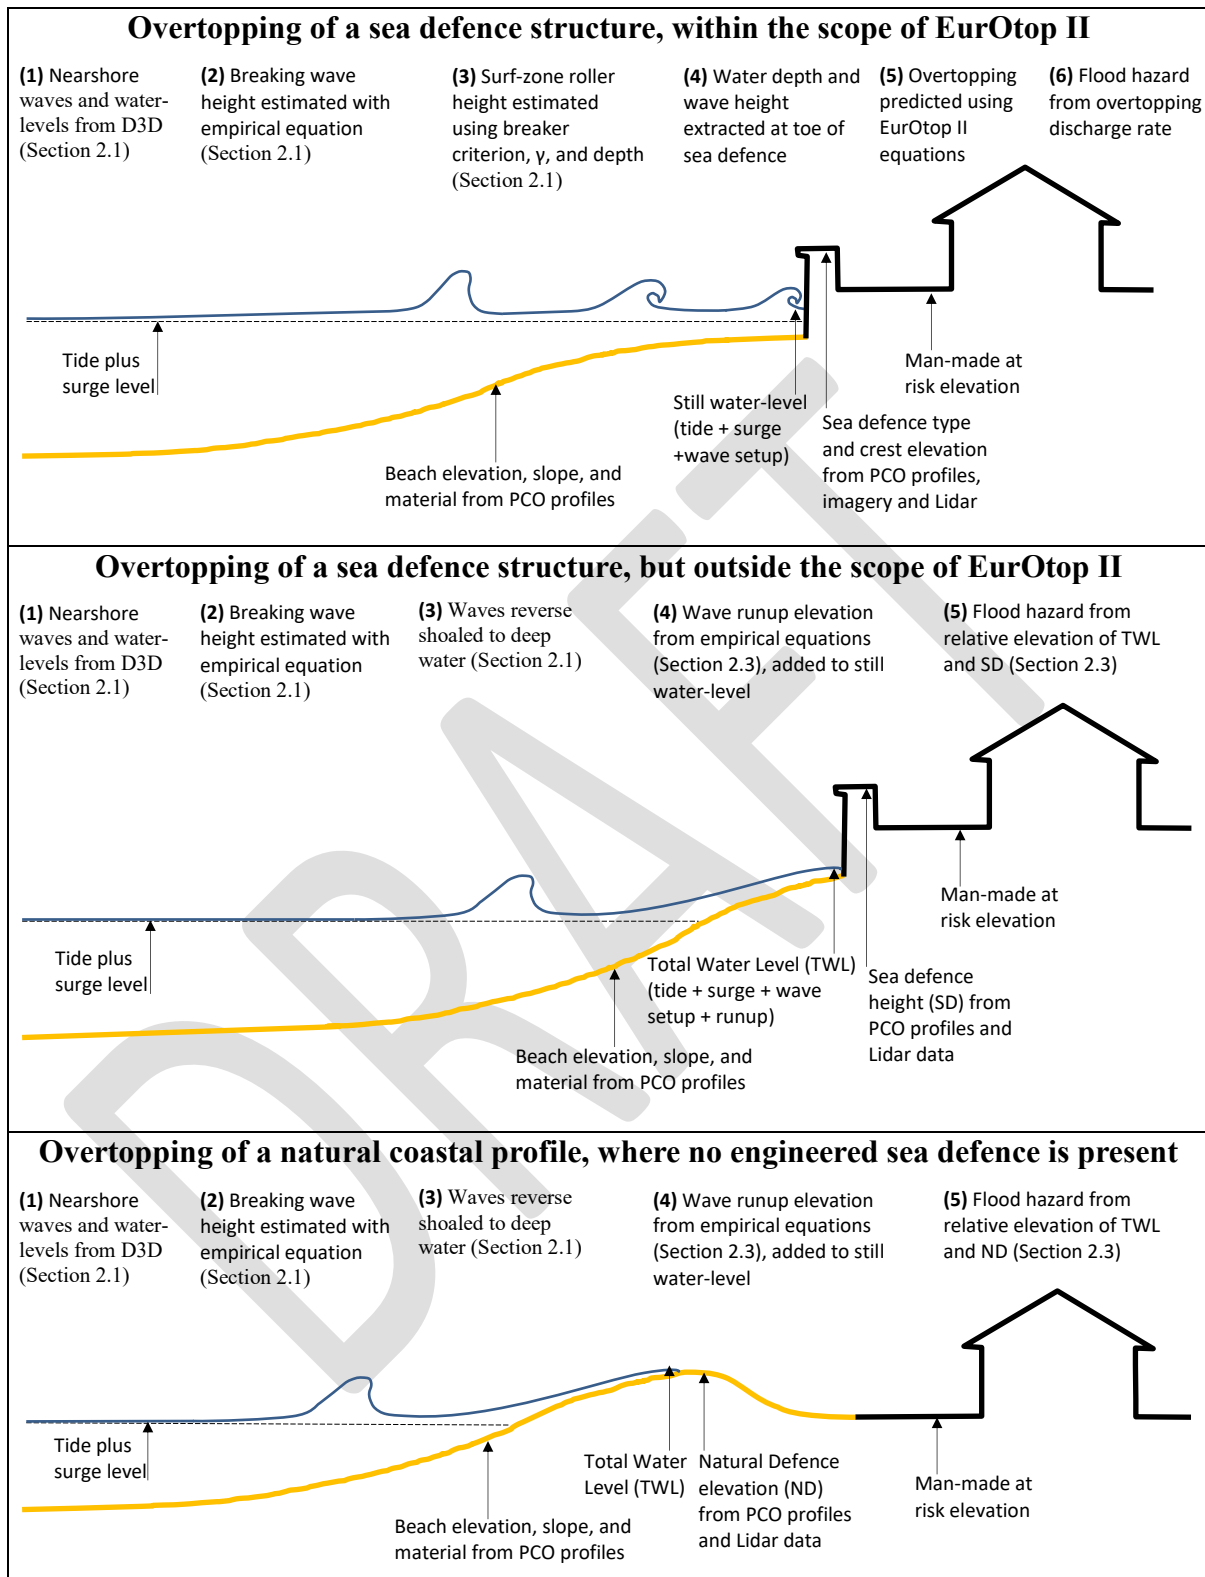 Overtopping of a sea defence structure, within the scope of EurOtop II
(1) Nearshore
waves and water-
levels from D3D
(Section 2.1)
(2) Breaking wave
height estimated with
empirical equation
(Section 2.1)
(3) Surf-zone roller
height estimated
using breaker
criterion, γ, and depth
(Section 2.1)
(4) Water depth and
wave height
extracted at toe of
sea defence
(5) Overtopping
predicted using
EurOtop II
equations
(6) Flood hazard
from overtopping
discharge rate
Tide plus
surge level
Beach elevation, slope, and
material from PCO profiles
Still water-level
(tide + surge
+wave setup)
Sea defence type
and crest elevation
from PCO profiles,
imagery and Lidar
Man-made at
risk elevation
Overtopping of a sea defence structure, but outside the scope of EurOtop II
(1) Nearshore
waves and water-
levels from D3D
(Section 2.1)
(2) Breaking wave
height estimated with
empirical equation
(Section 2.1)
(3) Waves reverse
shoaled to deep
water (Section 2.1)
(4) Wave runup elevation
from empirical equations
(Section 2.3), added to still
water-level
(5) Flood hazard from
relative elevation of TWL
and SD (Section 2.3)
Tide plus
surge level
Beach elevation, slope, and
material from PCO profiles
Total Water Level (TWL)
(tide + surge + wave
setup + runup)
Sea defence
height (SD) from
PCO profiles and
Lidar data
Man-made at
risk elevation
Overtopping of a natural coastal profile, where no engineered sea defence is present
(1) Nearshore
waves and water-
levels from D3D
(Section 2.1)
(2) Breaking wave
height estimated with
empirical equation
(Section 2.1)
(3) Waves reverse
shoaled to deep
water (Section 2.1)
(4) Wave runup elevation
from empirical equations
(Section 2.3), added to still
water-level
(5) Flood hazard from
relative elevation of TWL
and ND (Section 2.3)
Tide plus
surge level
Beach elevation, slope, and
material from PCO profiles
Total Water
Level (TWL)
Natural Defence
elevation (ND)
from PCO profiles
and Lidar data
Man-made at
risk elevation
DRAFT